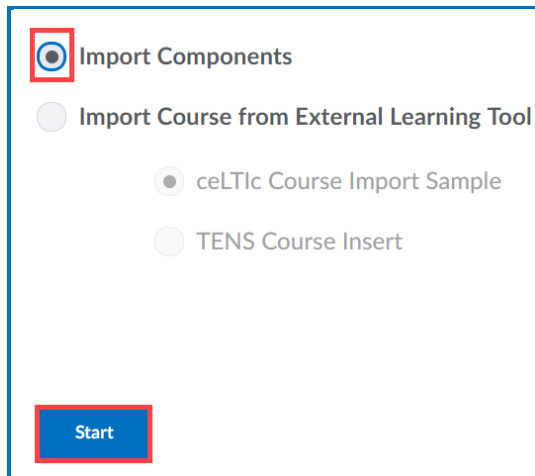 Import Components
Import Course from External Learning Tool
ceLTIc Course Import Sample
TENS Course Insert
Start